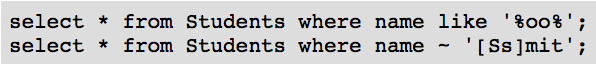 select * from Students where name like '%oo%';
select * from Students where name ~ '[Ss]mit';